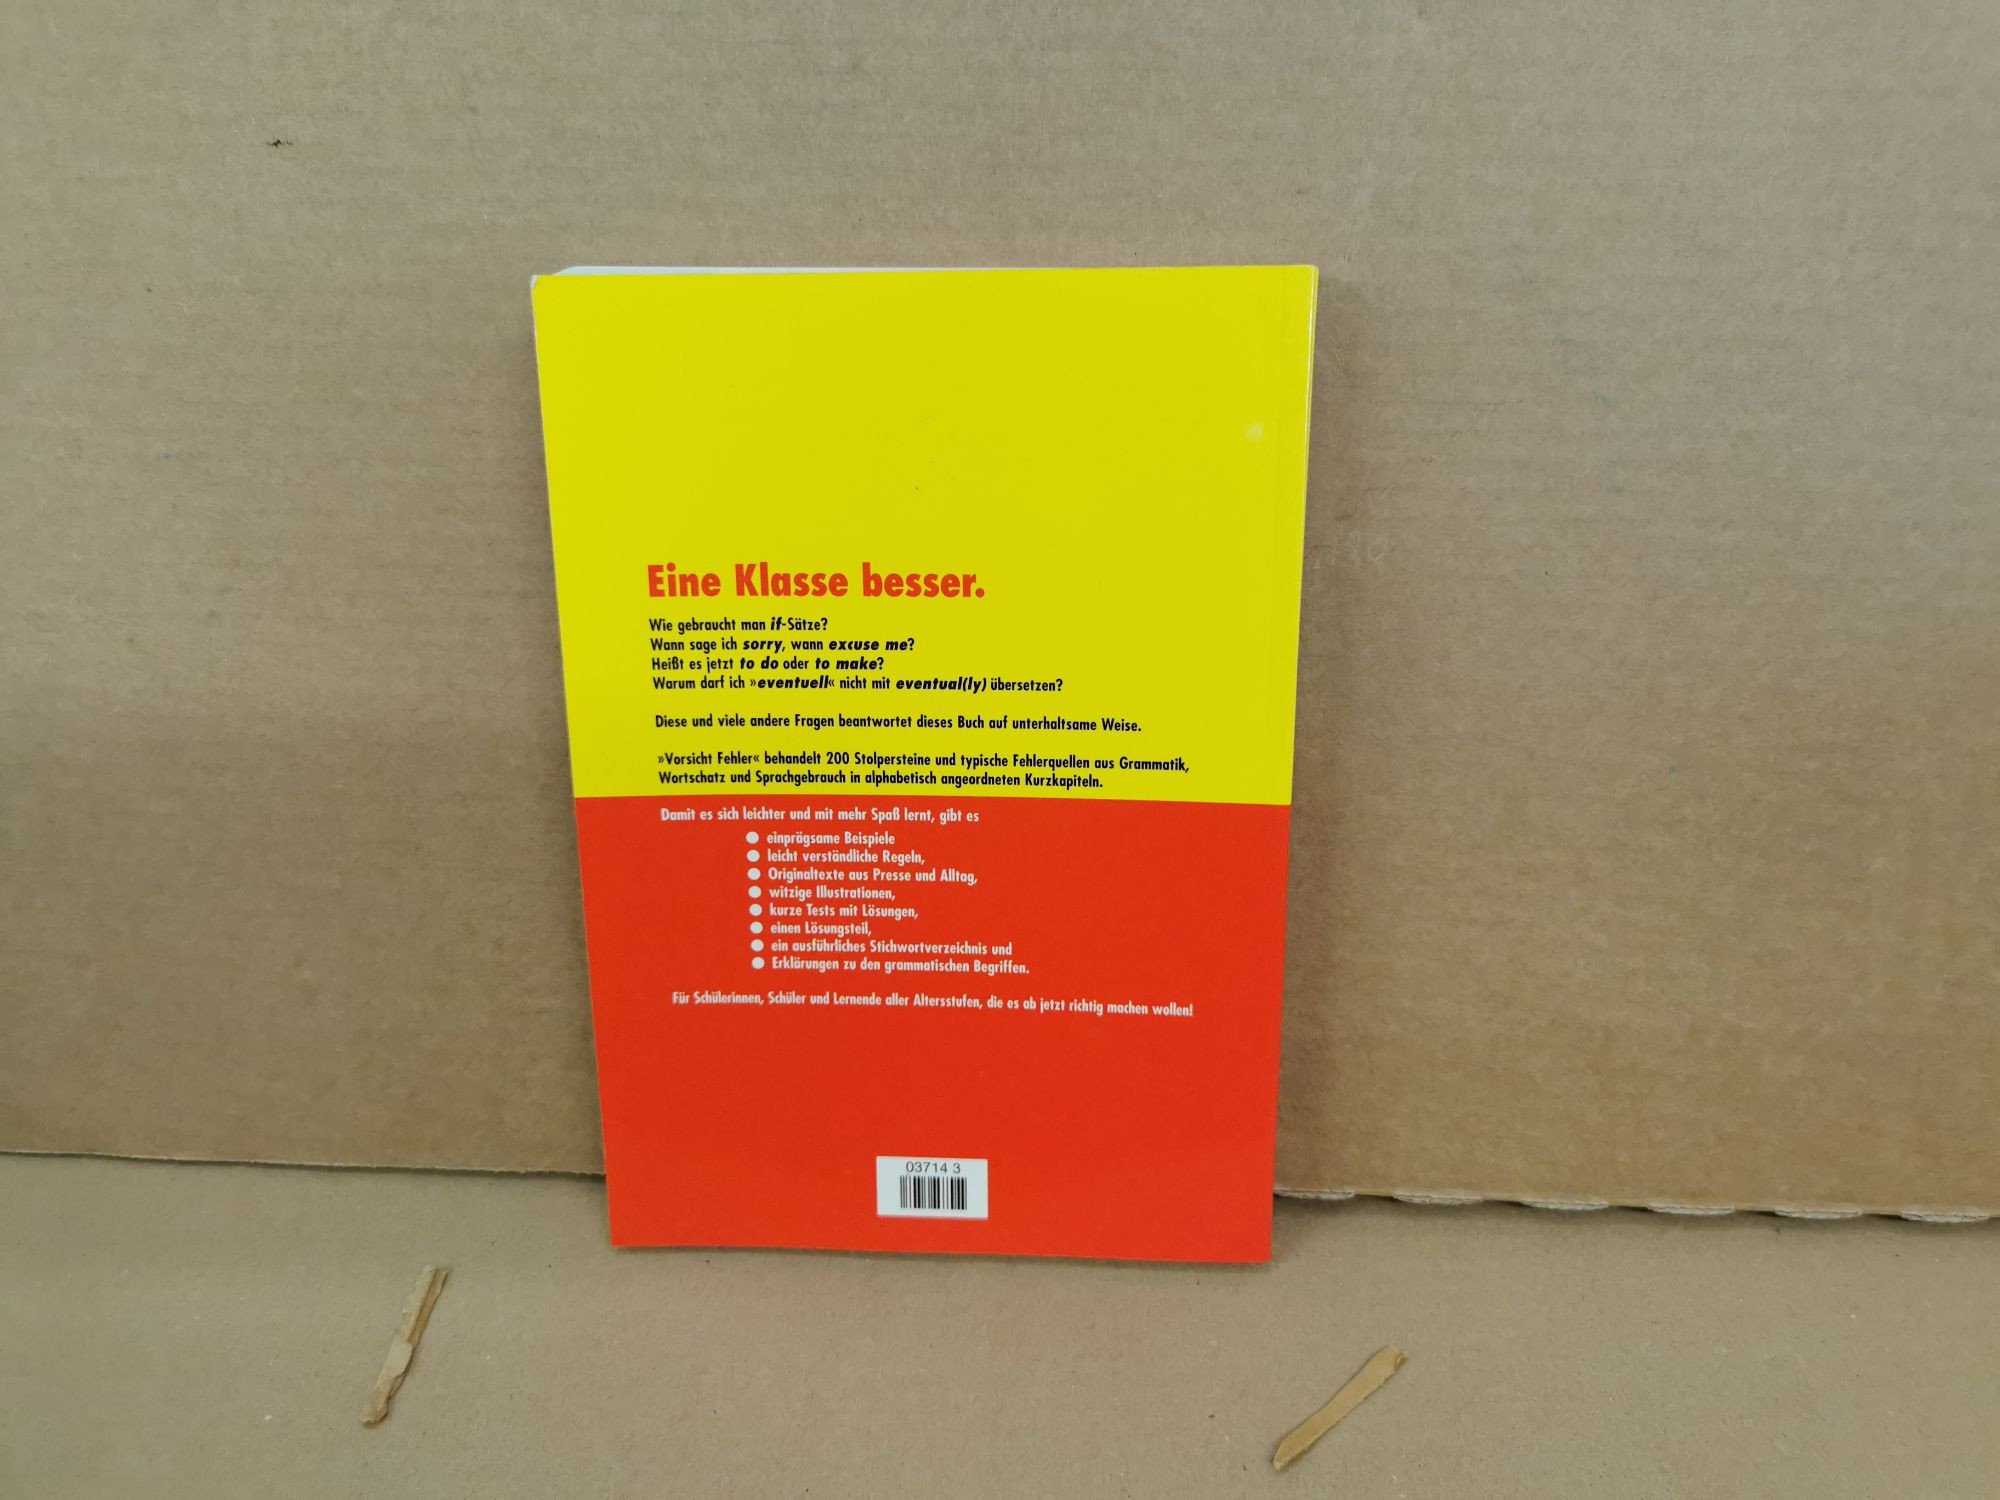 Eine Klasse besser.
Wie gebraucht man if-Sätze?
Wann sage ich sorry, wann excuse me?
Heißt es jetzt to do oder to make?
Warum darf ich »eventuell« nicht mit eventual(ly) übersetzen?
Diese und viele andere Fragen beantwortet dieses Buch auf unterhaltsame Weise.
»Vorsicht Fehler« behandelt 200 Stolpersteine und typische Fehlerquellen aus Grammatik,
Wortschatz und Sprachgebrauch in alphabetisch angeordneten Kurzkapiteln.
Damit es sich leichter und mit mehr Spaß lernt, gibt es
● einprägsame Beispiele
● leicht verständliche Regeln,
● Originaltexte aus Presse und Alltag,
● witzige Illustrationen,
● kurze Tests mit Lösungen,
● einen Lösungsteil,
● ein ausführliches Stichwortverzeichnis und
● Erklärungen zu den grammatischen Begriffen.
Für Schülerinnen, Schüler und Lernende aller Altersstufen, die es ab jetzt richtig machen wollen!
03714 3